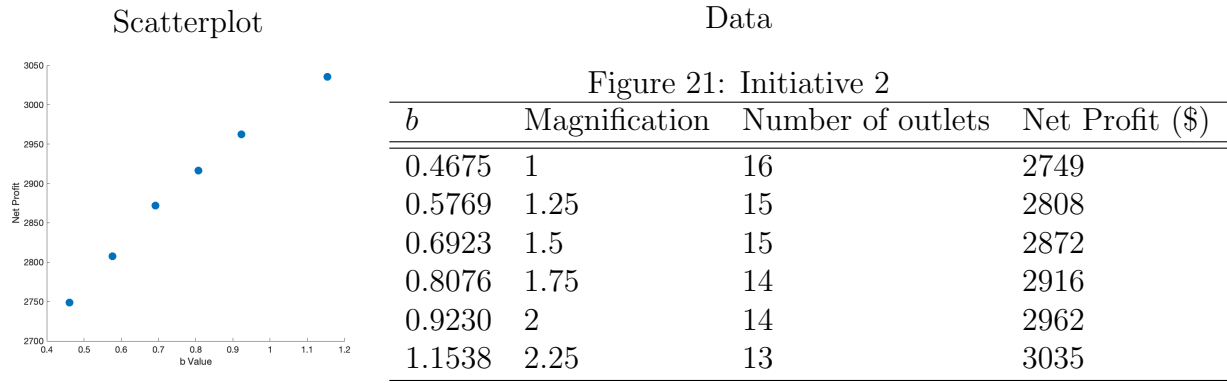 Scatterplot
Data
3050
3000
2950
2900
2850
2800
2750
2700
Net Profit
0.4 0.5 0.6 0.7 0.8 0.9 1 1.1 1.2
b Value
Figure 21: Initiative 2
b Magnification Number of outlets Net Profit ($)
0.4675 1 16 2749
0.5769 1.25 15 2808
0.6923 1.5 15 2872
0.8076 1.75 14 2916
0.9230 2 14 2962
1.1538 2.25 13 3035